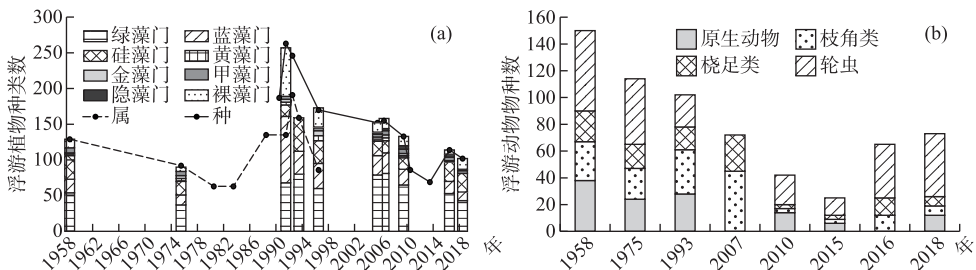 (a)
浮游植物种类数
300
250
200
150
100
50
0
绿藻门 蓝藻门
硅藻门 黄藻门
金藻门 甲藻门
隐藻门 裸藻门
属 种
1958 1962 1966 1970 1974 1978 1982 1986 1990 1994 1998 2002 2006 2010 2014 2018 年
(b)
浮游动物物种数
160
140
120
100
80
60
40
20
0
原生动物 枝角类
桡足类 轮虫
1958 1975 1993 2007 2010 2015 2016 2018 年